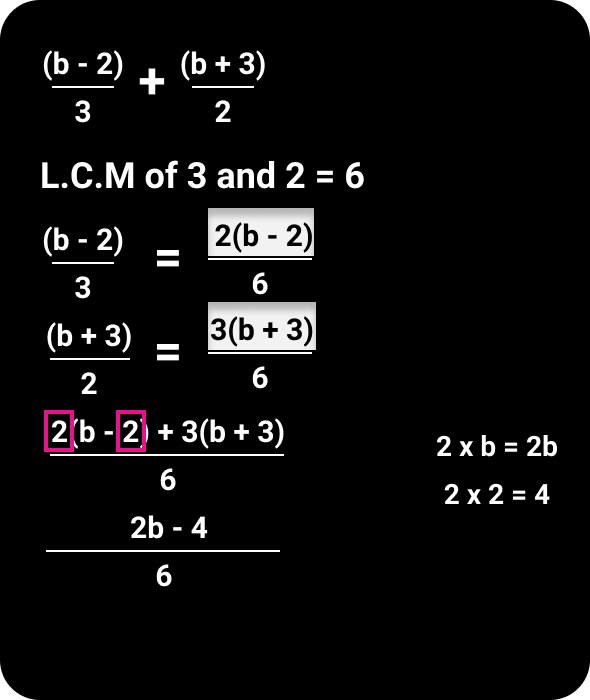 (b - 2) + (b + 3)
3 2
L.C.M of 3 and 2 = 6
(b - 2) = 2(b - 2)
3 6
(b + 3) = 3(b + 3)
2 6
2(b - 2) + 3(b + 3)
6
2b - 4
6
2 x b = 2b
2 x 2 = 4